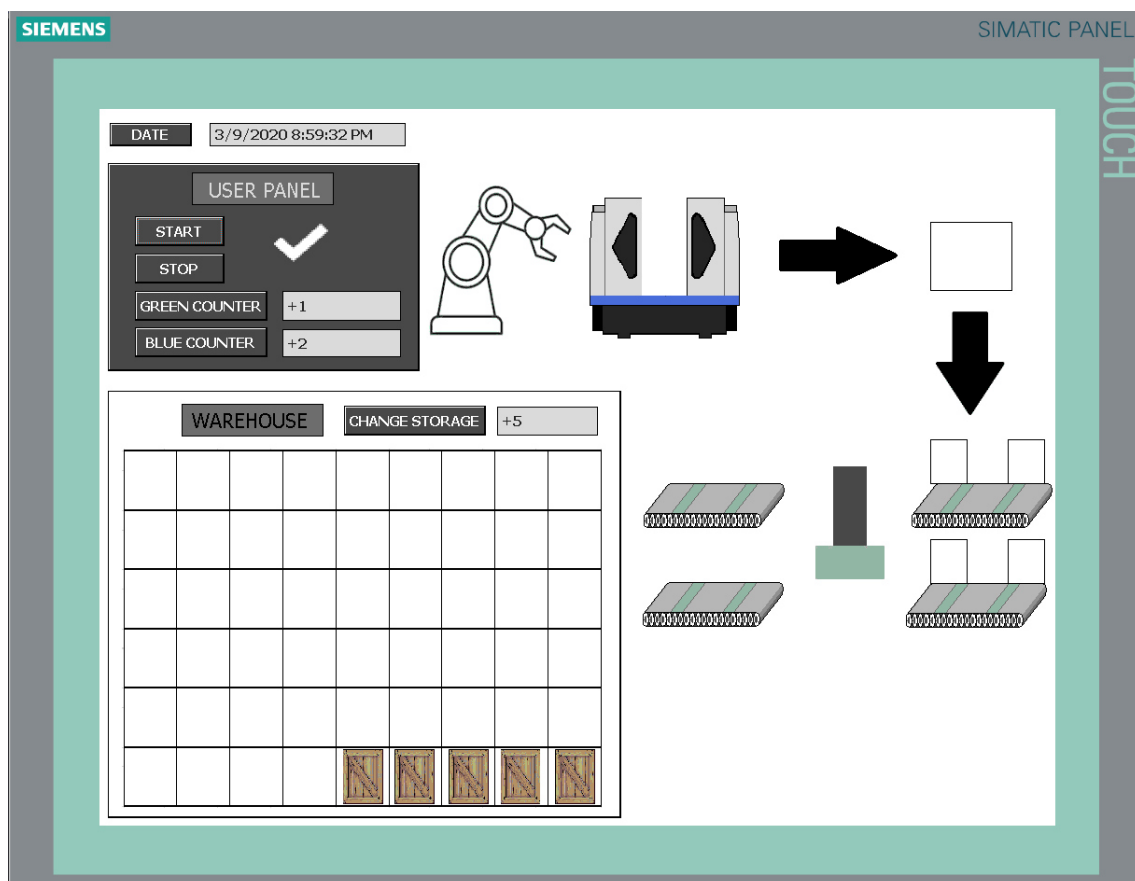 SIEMENS
SIMATIC PANEL
TOUCH
DATE
3/9/2020 8:59:32 PM
USER PANEL
START
STOP
GREEN COUNTER
+1
BLUE COUNTER
+2
WAREHOUSE
CHANGE STORAGE
+5